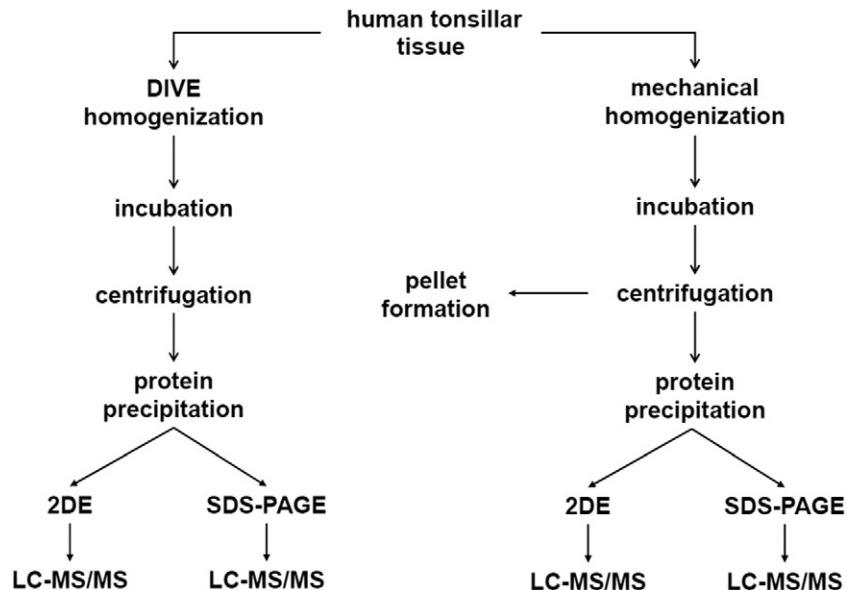 human tonsillar
tissue
DIVE
homogenization
mechanical
homogenization
incubation
incubation
centrifugation
pellet
formation
centrifugation
protein
precipitation
protein
precipitation
2DE
SDS-PAGE
2DE
SDS-PAGE
LC-MS/MS
LC-MS/MS
LC-MS/MS
LC-MS/MS